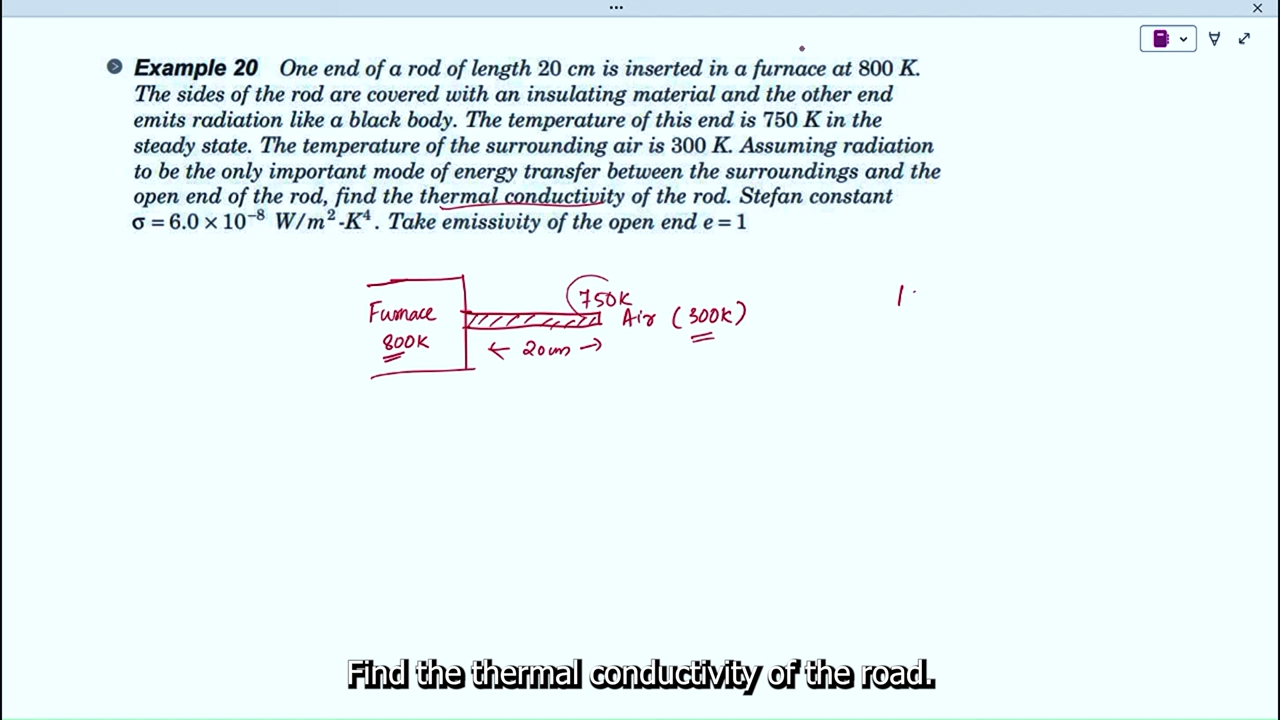 Example 20 One end of a rod of length 20 cm is inserted in a furnace at 800 K.
The sides of the rod are covered with an insulating material and the other end
emits radiation like a black body. The temperature of this end is 750 K in the
steady state. The temperature of the surrounding air is 300 K. Assuming radiation
to be the only important mode of energy transfer between the surroundings and the
open end of the rod, find the thermal conductivity of the rod. Stefan constant
σ = 6.0 × 10⁻⁸ W/m²-K⁴. Take emissivity of the open end e = 1
750K
Furnace
Air (300K)
800K
← 20cm →
Find the thermal conductivity of the road.